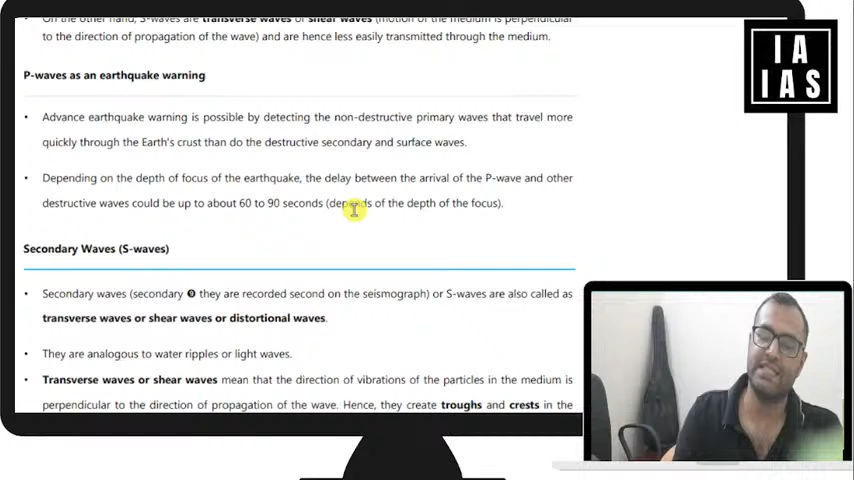 On the other hand, S-waves are transverse waves or shear waves (motion of the medium is perpendicular
to the direction of propagation of the wave) and are hence less easily transmitted through the medium.
P-waves as an earthquake warning
• Advance earthquake warning is possible by detecting the non-destructive primary waves that travel more
quickly through the Earth's crust than do the destructive secondary and surface waves.
• Depending on the depth of focus of the earthquake, the delay between the arrival of the P-wave and other
destructive waves could be up to about 60 to 90 seconds (depends of the depth of the focus).
Secondary Waves (S-waves)
• Secondary waves (secondary ❾ they are recorded second on the seismograph) or S-waves are also called as
transverse waves or shear waves or distortional waves.
• They are analogous to water ripples or light waves.
• Transverse waves or shear waves mean that the direction of vibrations of the particles in the medium is
perpendicular to the direction of propagation of the wave. Hence, they create troughs and crests in the
IA
IAS